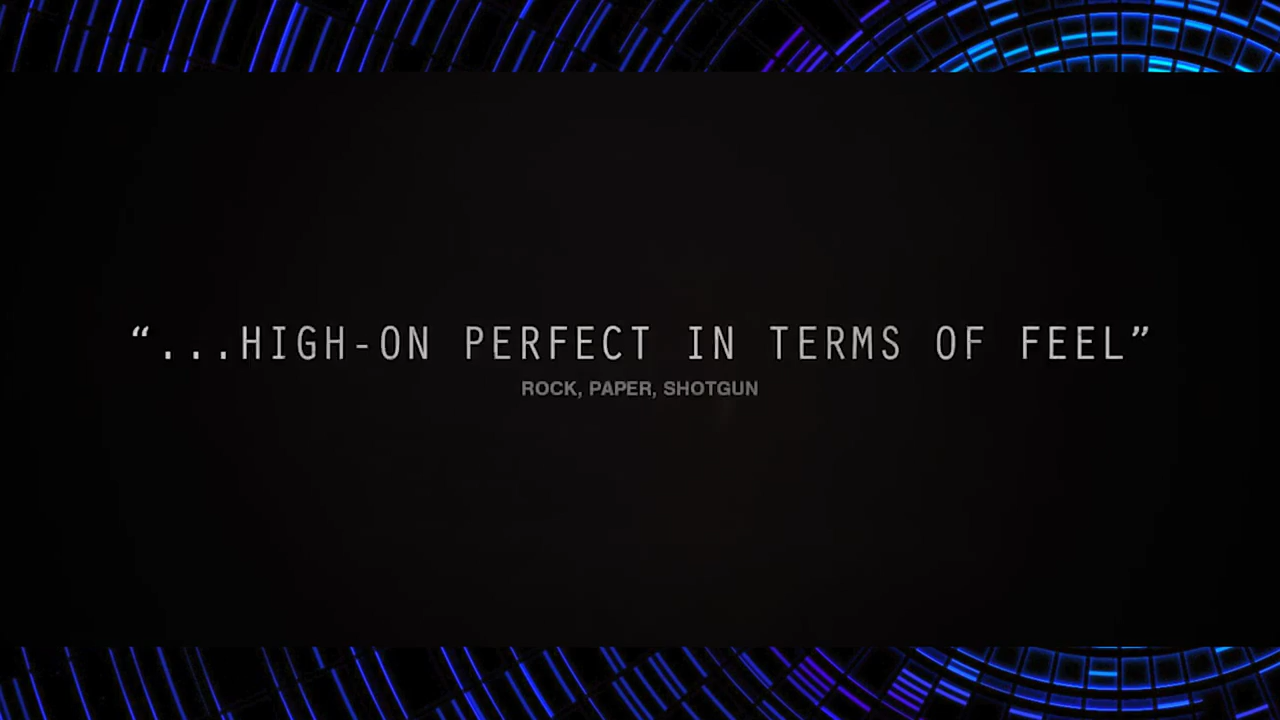 “...HIGH-ON PERFECT IN TERMS OF FEEL”
ROCK, PAPER, SHOTGUN